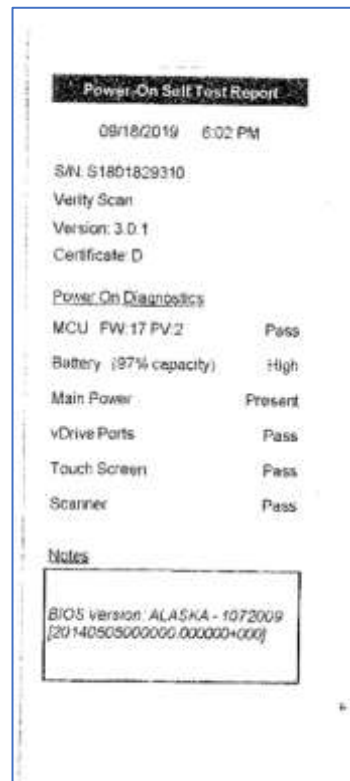 Power-On Self Test Report
09/18/2019 6:02 PM
S/N: S1801829310
Verity Scan
Version: 3.0.1
Certificate: D
Power On Diagnostics
MCU FW:17 PV:2 Pass
Battery (97% capacity) High
Main Power Present
vDrive Ports Pass
Touch Screen Pass
Scanner Pass
Notes
BIOS Version: ALASKA - 1072009
[20140505000000.000000+000]